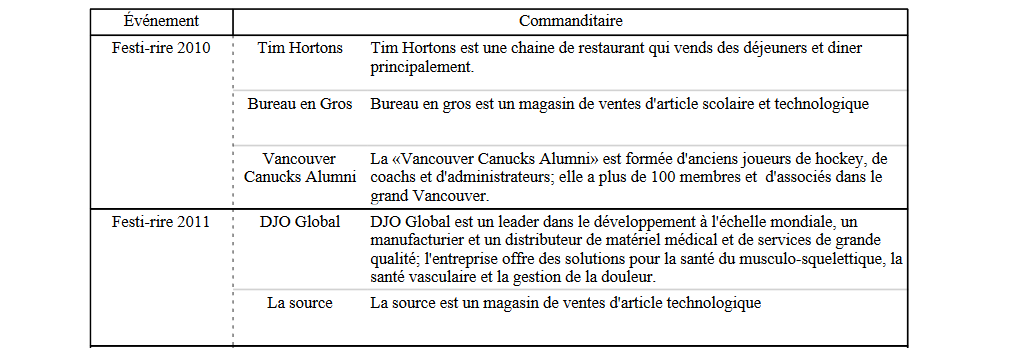 Événement Commanditaire
Festi-rire 2010 Tim Hortons Tim Hortons est une chaine de restaurant qui vends des déjeuners et diner
principalement.
Bureau en Gros Bureau en gros est un magasin de ventes d'article scolaire et technologique
Vancouver La «Vancouver Canucks Alumni» est formée d'anciens joueurs de hockey, de
Canucks Alumni coachs et d'administrateurs; elle a plus de 100 membres et d'associés dans le
grand Vancouver.
Festi-rire 2011 DJO Global DJO Global est un leader dans le développement à l'échelle mondiale, un
manufacturier et un distributeur de matériel médical et de services de grande
qualité; l'entreprise offre des solutions pour la santé du musculo-squelettique, la
santé vasculaire et la gestion de la douleur.
La source La source est un magasin de ventes d'article technologique